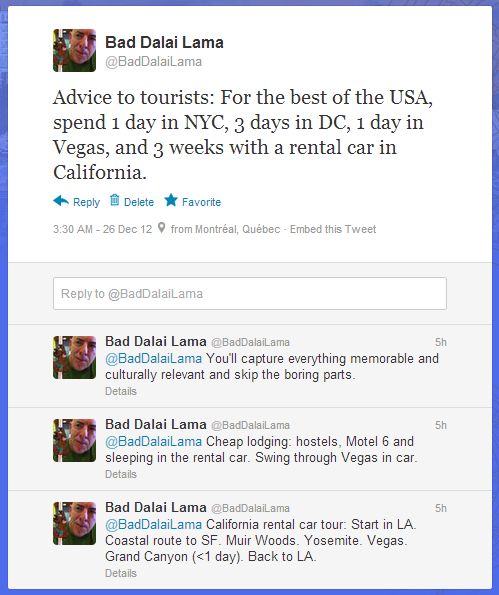 Bad Dalai Lama
@BadDalaiLama
Advice to tourists: For the best of the USA,
spend 1 day in NYC, 3 days in DC, 1 day in
Vegas, and 3 weeks with a rental car in
California.
Reply Delete Favorite
3:30 AM - 26 Dec 12 from Montréal, Québec · Embed this Tweet
Reply to @BadDalaiLama
Bad Dalai Lama @BadDalaiLama 5h
@BadDalaiLama You'll capture everything memorable and
culturally relevant and skip the boring parts.
Details
Bad Dalai Lama @BadDalaiLama 5h
@BadDalaiLama Cheap lodging: hostels, Motel 6 and
sleeping in the rental car. Swing through Vegas in car.
Details
Bad Dalai Lama @BadDalaiLama 5h
@BadDalaiLama California rental car tour: Start in LA.
Coastal route to SF. Muir Woods. Yosemite. Vegas.
Grand Canyon (<1 day). Back to LA.
Details